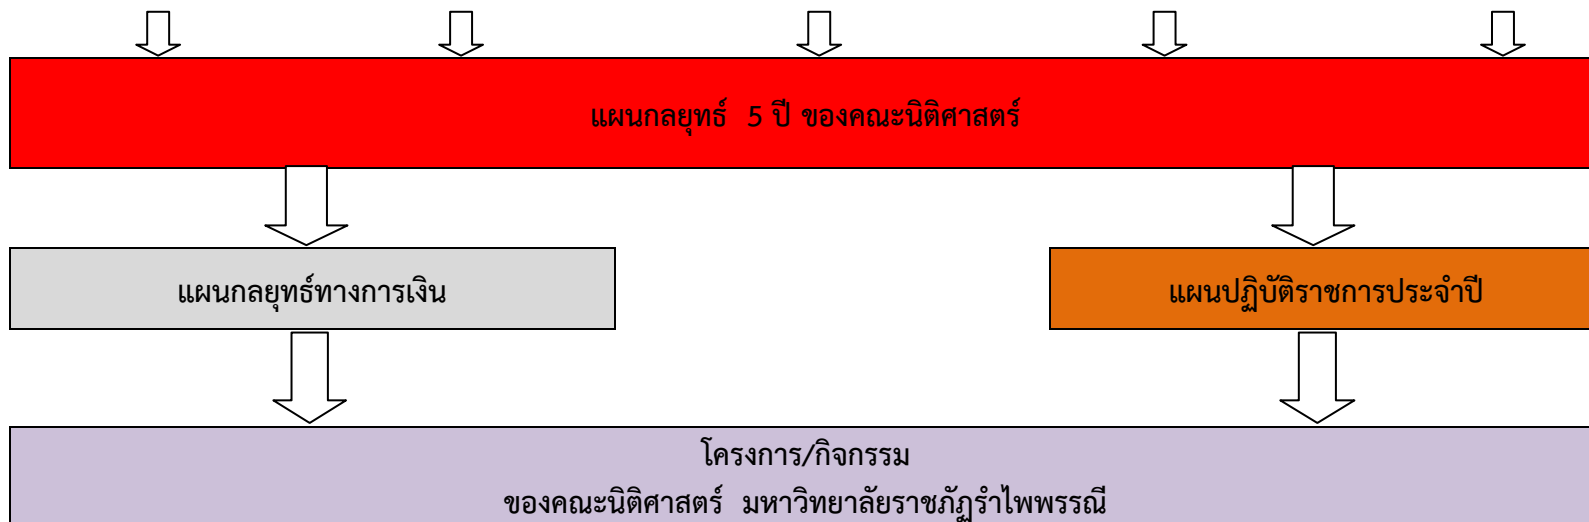 แผนกลยุทธ์ 5 ปี ของคณะนิติศาสตร์
แผนกลยุทธ์ทางการเงิน
แผนปฏิบัติราชการประจำปี
โครงการ/กิจกรรม
ของคณะนิติศาสตร์ มหาวิทยาลัยราชภัฏรำไพพรรณี